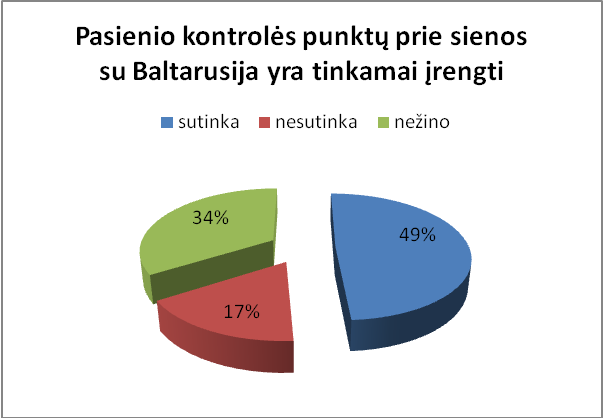 Pasienio kontrolės punktų prie sienos
su Baltarusija yra tinkamai įrengti
sutinka nesutinka nežino
34%
49%
17%